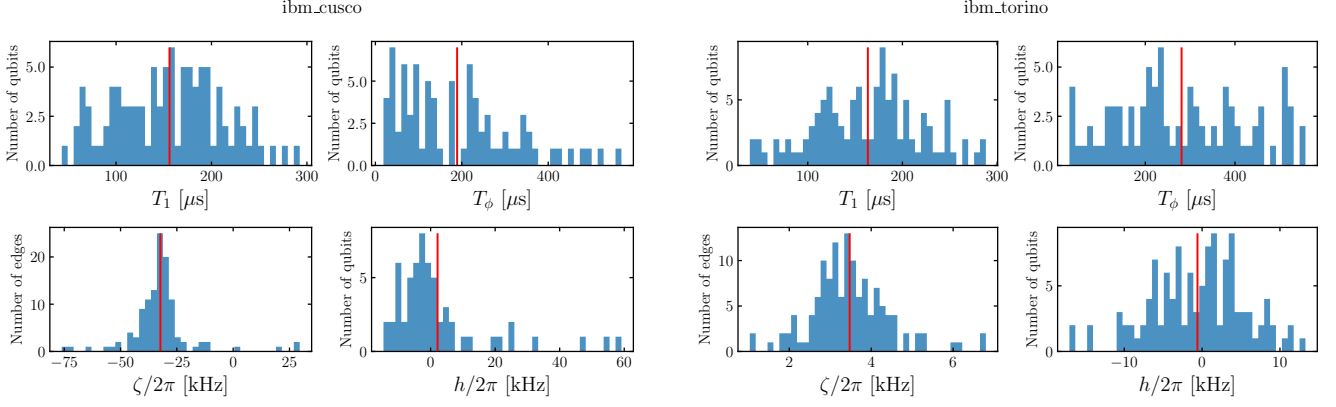 ibm_cusco
ibm_torino
Number of qubits
5.0
2.5
0.0
100
200
300
T₁ [μs]
Number of qubits
7.5
5.0
2.5
0.0
0
200
400
T_ϕ [μs]
Number of qubits
5
0
100
200
300
T₁ [μs]
Number of qubits
5.0
2.5
0.0
200
400
T_ϕ [μs]
Number of edges
20
10
0
−75
−50
−25
0
25
ζ/2π [kHz]
Number of qubits
5
0
0
20
40
60
h/2π [kHz]
Number of edges
10
5
0
2
4
6
ζ/2π [kHz]
Number of qubits
5
0
−10
0
10
h/2π [kHz]